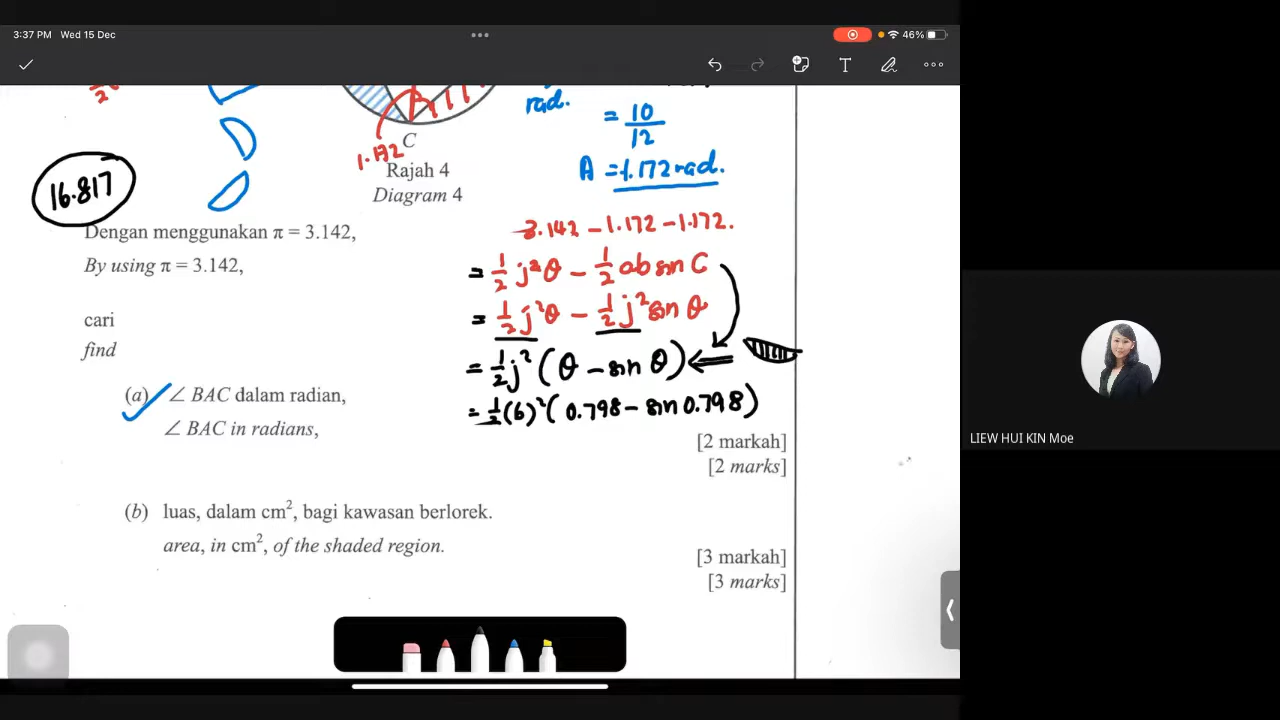 3:37 PM Wed 15 Dec
46%
rad.
= 10/12
A = 1.172 rad.
1.172
C
Rajah 4
Diagram 4
16.817
3.142 - 1.172 - 1.172.
Dengan menggunakan π = 3.142,
By using π = 3.142,
= 1/2 j²θ - 1/2 ab sin C
= 1/2 j²θ - 1/2 j² sin θ
cari
find
= 1/2 j² (θ - sin θ)
(a) ∠ BAC dalam radian,
= 1/2 (6)² (0.798 - sin 0.798)
∠ BAC in radians,
[2 markah]
[2 marks]
(b) luas, dalam cm², bagi kawasan berlorek.
area, in cm², of the shaded region.
[3 markah]
[3 marks]
LIEW HUI KIN Moe